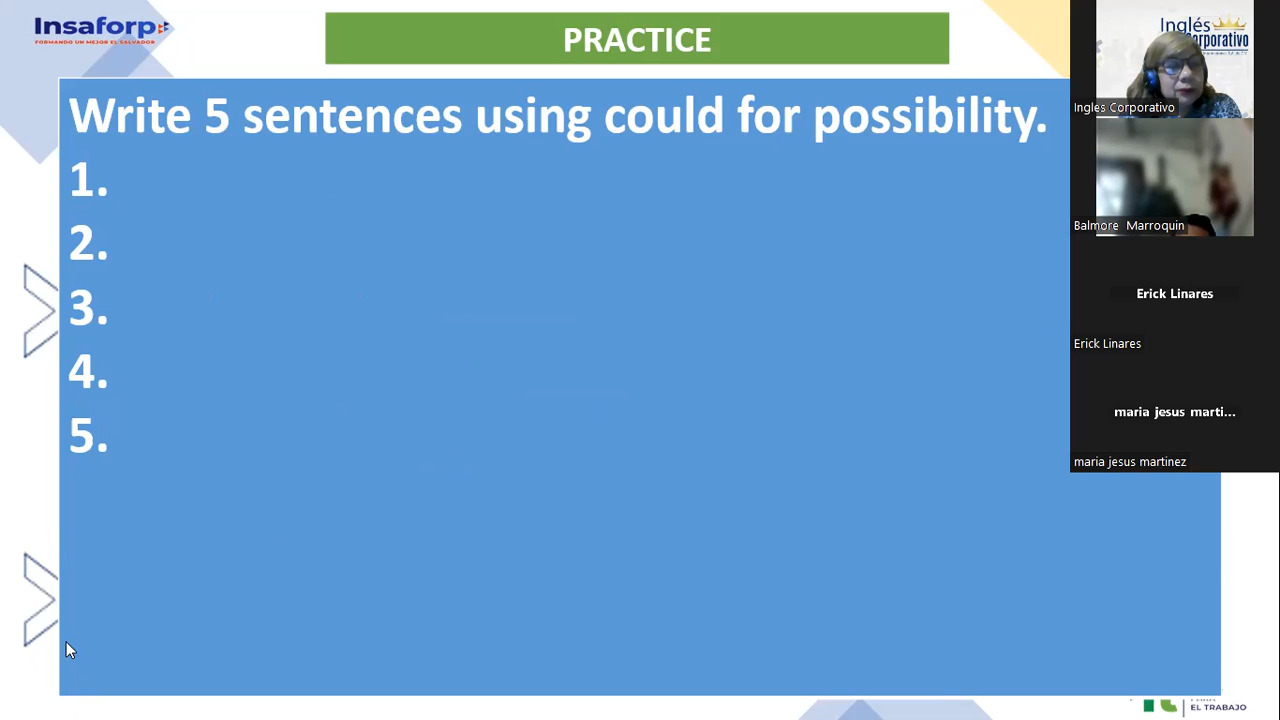 Insaforp
FORMANDO UN MEJOR EL SALVADOR
PRACTICE
Write 5 sentences using could for possibility.
1.
2.
3.
4.
5.
Inglés
Corporativo
Ingles Corporativo
Balmore Marroquin
Erick Linares
Erick Linares
maria jesus marti...
maria jesus martinez
EL TRABAJO